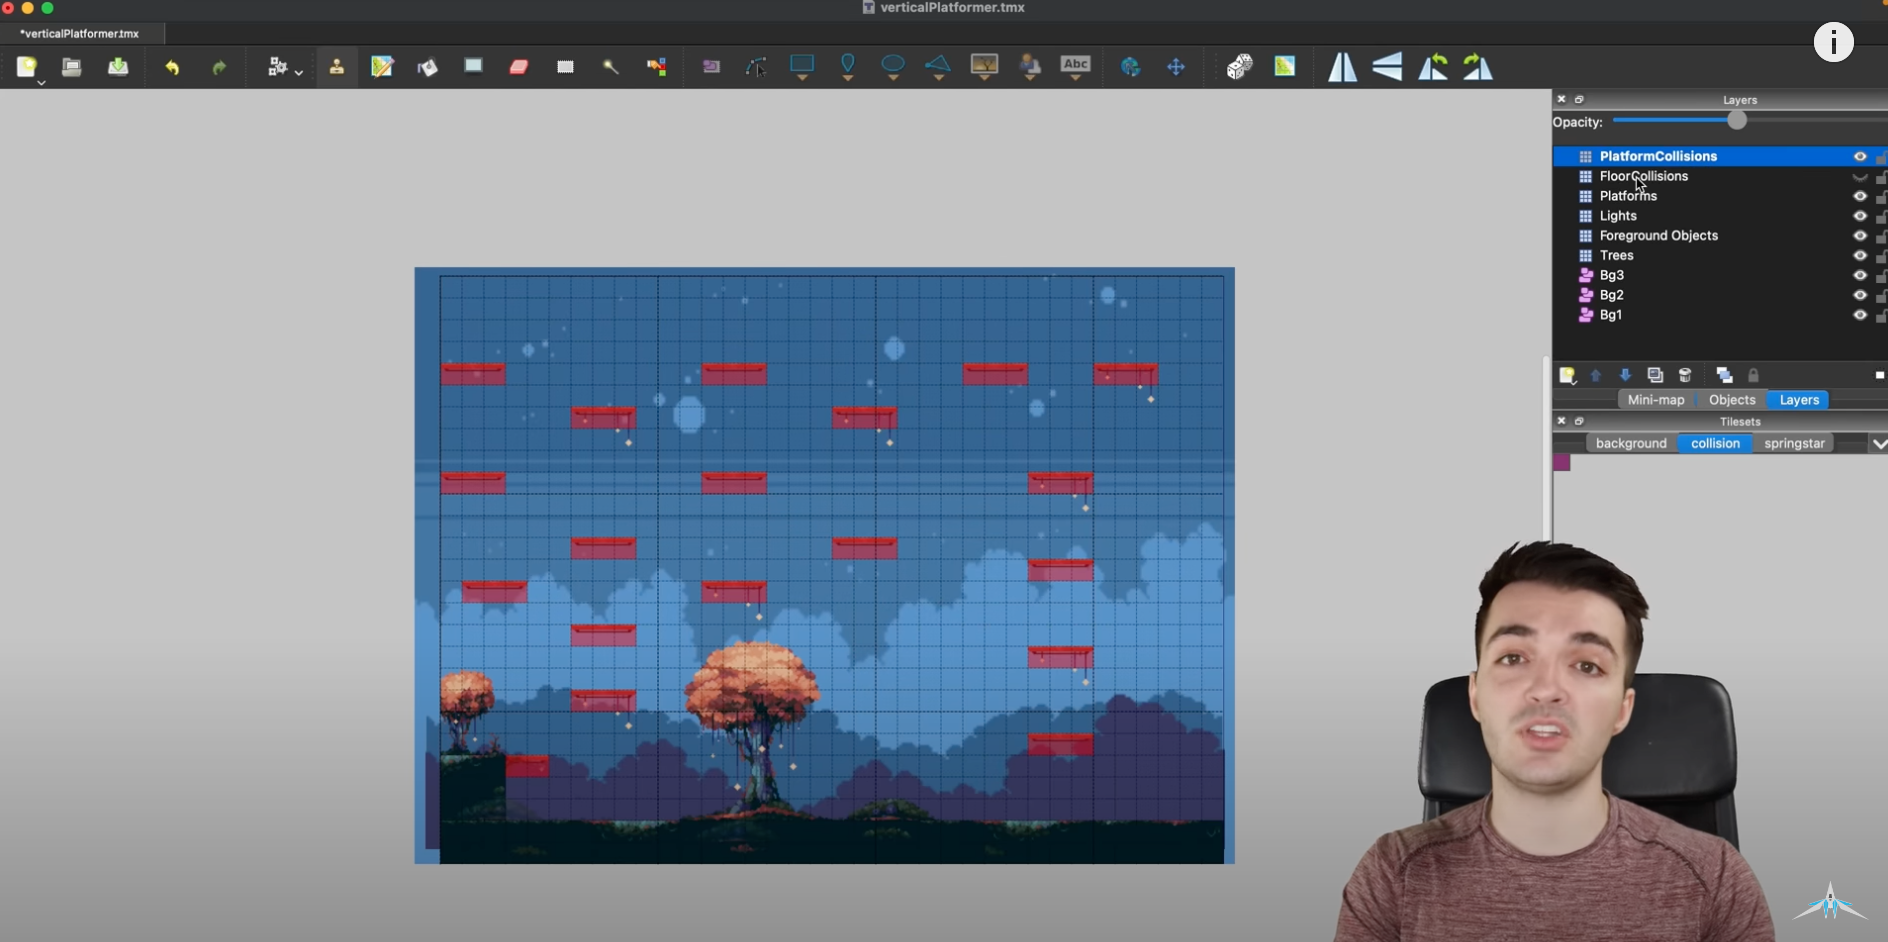 verticalPlatformer.tmx
*verticalPlatformer.tmx
Abc
i
Layers
Opacity:
PlatformCollisions
FloorCollisions
Platforms
Lights
Foreground Objects
Trees
Bg3
Bg2
Bg1
Mini-map Objects Layers
Tilesets
background collision springstar